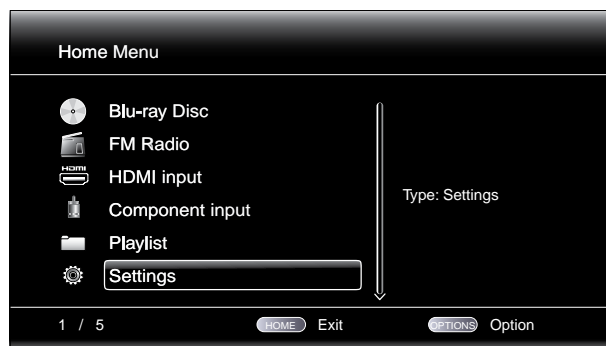 Home Menu
Blu-ray Disc
FM Radio
HDMI
HDMI input
Type: Settings
Component input
Playlist
Settings
1 / 5 HOME Exit OPTIONS Option